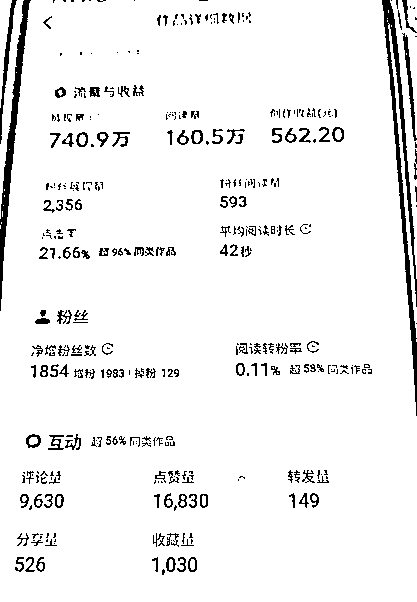 作品详细数据
流量与收益
展现量 阅读量 创作收益(元)
740.9万 160.5万 562.20
粉丝展现量 粉丝阅读量
2,356 593
点击率 平均阅读时长
21.66% 超 96% 同类作品 42秒
粉丝
净增粉丝数 阅读转粉率
1854 增粉 1983 | 掉粉 129 0.11% 超 58% 同类作品
互动 超 56% 同类作品
评论量 点赞量 转发量
9,630 16,830 149
分享量 收藏量
526 1,030